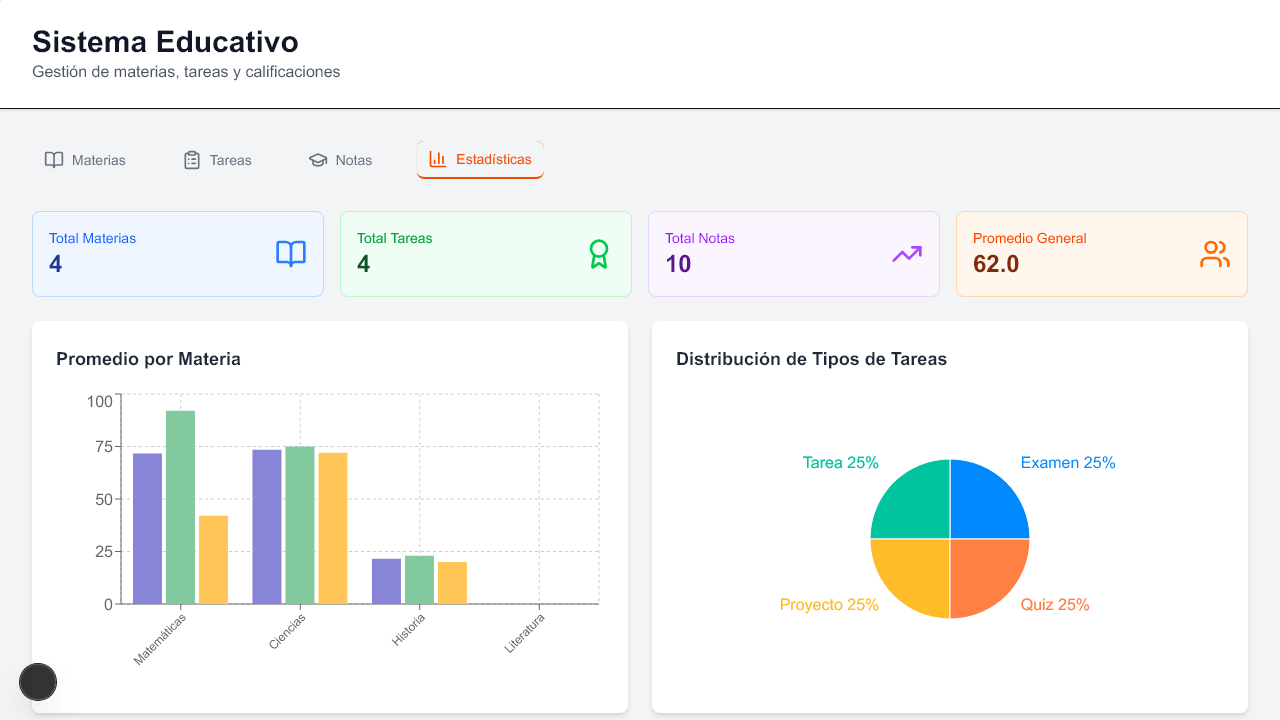 Sistema Educativo
Gestión de materias, tareas y calificaciones
Materias
Tareas
Notas
Estadísticas
Total Materias
4
Total Tareas
4
Total Notas
10
Promedio General
62.0
Promedio por Materia
100
75
50
25
0
Matemáticas
Ciencias
Historia
Literatura
Distribución de Tipos de Tareas
Tarea 25%
Examen 25%
Proyecto 25%
Quiz 25%